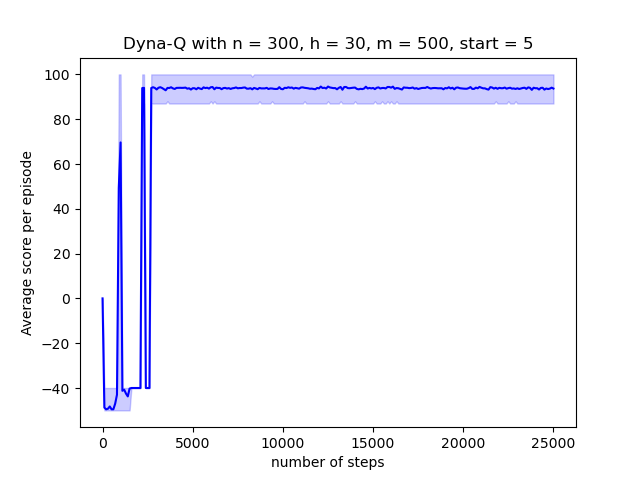 Dyna-Q with n = 300, h = 30, m = 500, start = 5
100
80
60
40
20
0
−20
−40
Average score per episode
0 5000 10000 15000 20000 25000
number of steps